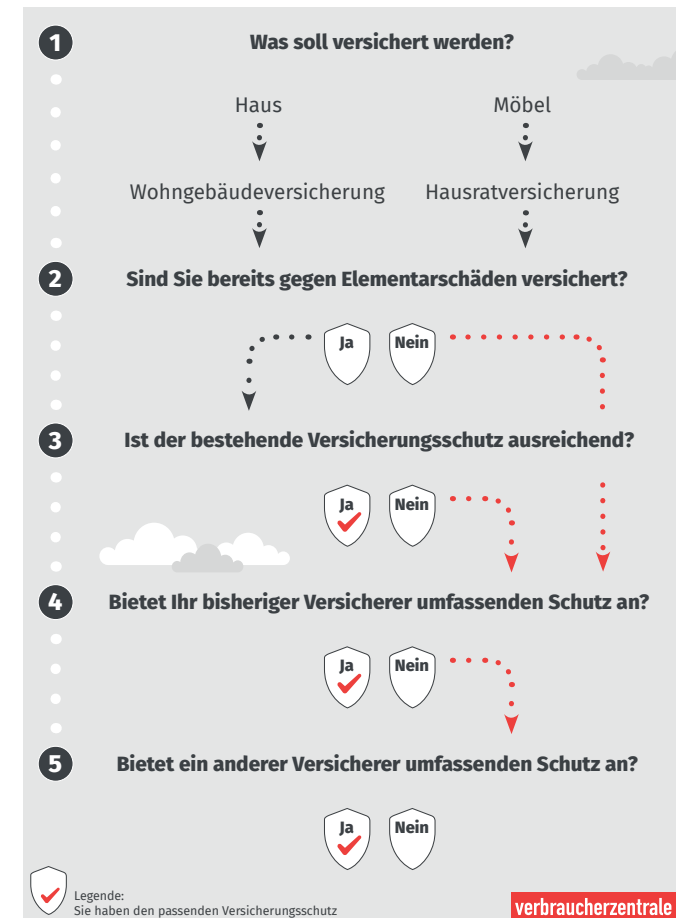 1
Was soll versichert werden?
Haus
Möbel
Wohngebäudeversicherung
Hausratversicherung
2
Sind Sie bereits gegen Elementarschäden versichert?
Ja
Nein
3
Ist der bestehende Versicherungsschutz ausreichend?
Ja
Nein
4
Bietet Ihr bisheriger Versicherer umfassenden Schutz an?
Ja
Nein
5
Bietet ein anderer Versicherer umfassenden Schutz an?
Ja
Nein
Legende:
Sie haben den passenden Versicherungsschutz
verbraucherzentrale